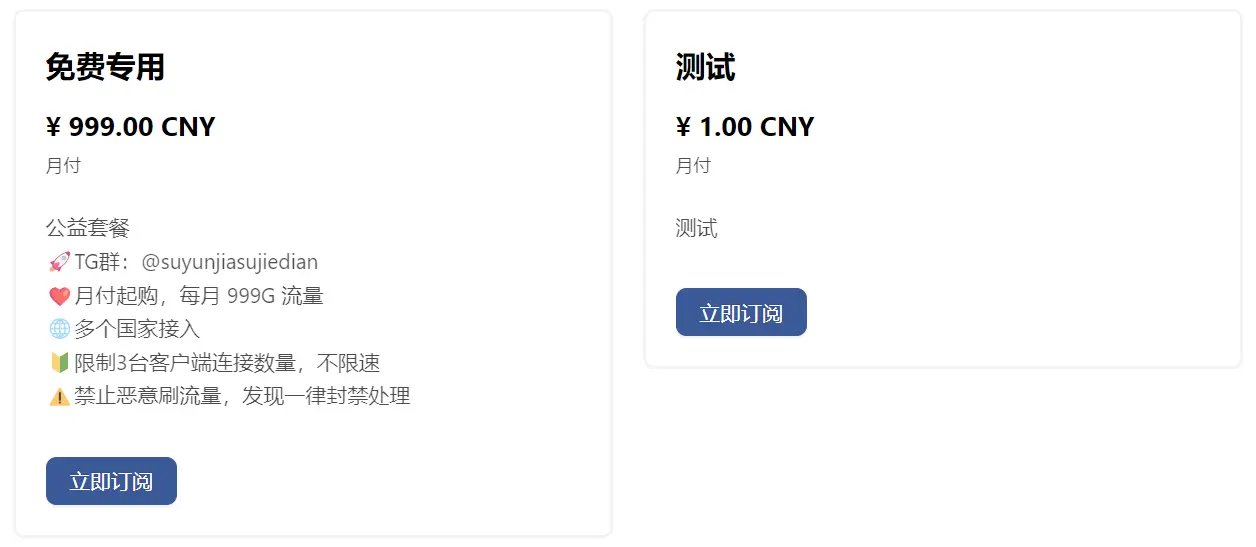 免费专用
¥ 999.00 CNY
月付
公益套餐
🚀TG群：@suyunjiasujiedian
❤️月付起购，每月 999G 流量
🌐多个国家接入
🔰限制3台客户端连接数量，不限速
⚠️禁止恶意刷流量，发现一律封禁处理
立即订阅
测试
¥ 1.00 CNY
月付
测试
立即订阅